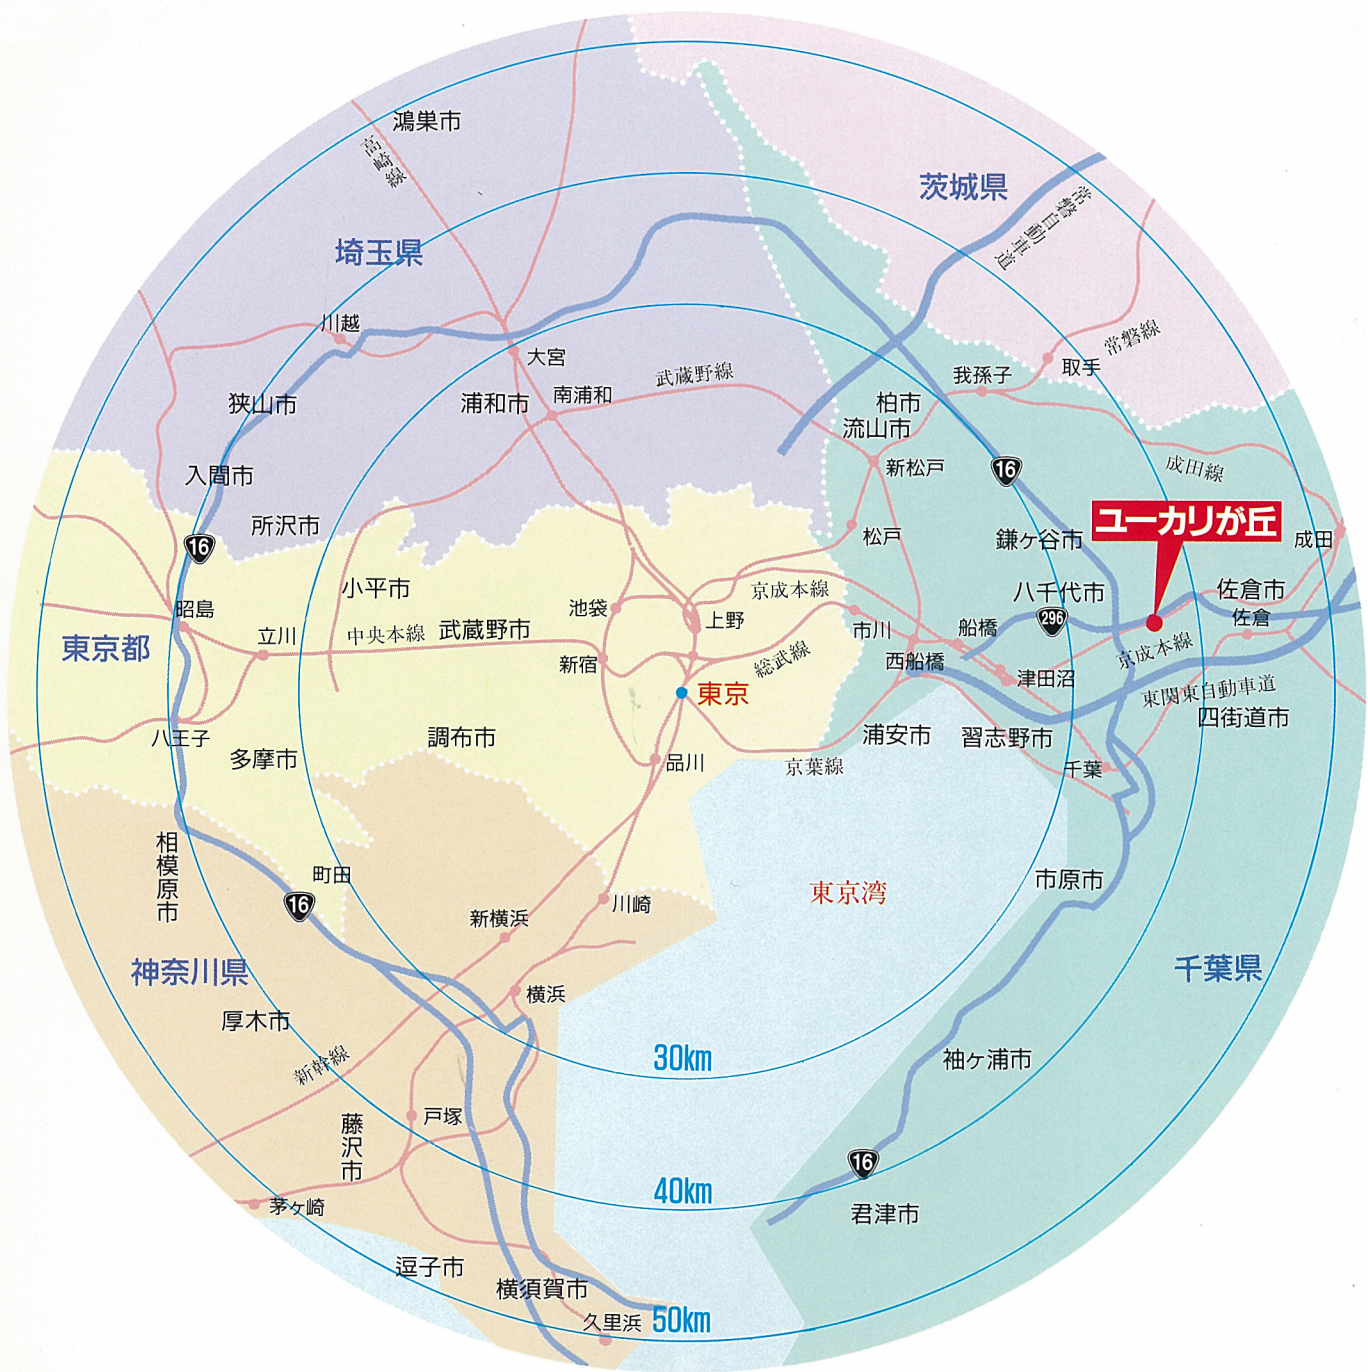 鴻巣市
高崎線
茨城県
常磐自動車道
埼玉県
川越
大宮
常磐線
武蔵野線
我孫子
取手
狭山市
浦和市
南浦和
柏市
流山市
入間市
新松戸
16
成田線
所沢市
16
松戸
鎌ヶ谷市
ユーカリが丘
成田
小平市
京成本線
八千代市
佐倉市
昭島
池袋
上野
296
佐倉
東京都
立川
中央本線
武蔵野市
市川
船橋
新宿
総武線
西船橋
京成本線
東京
津田沼
東関東自動車道
四街道市
八王子
多摩市
調布市
品川
京葉線
浦安市
習志野市
千葉
相模原市
町田
東京湾
市原市
16
新横浜
川崎
神奈川県
千葉県
横浜
厚木市
新幹線
30km
袖ヶ浦市
藤沢市
戸塚
16
40km
茅ヶ崎
君津市
逗子市
横須賀市
久里浜
50km